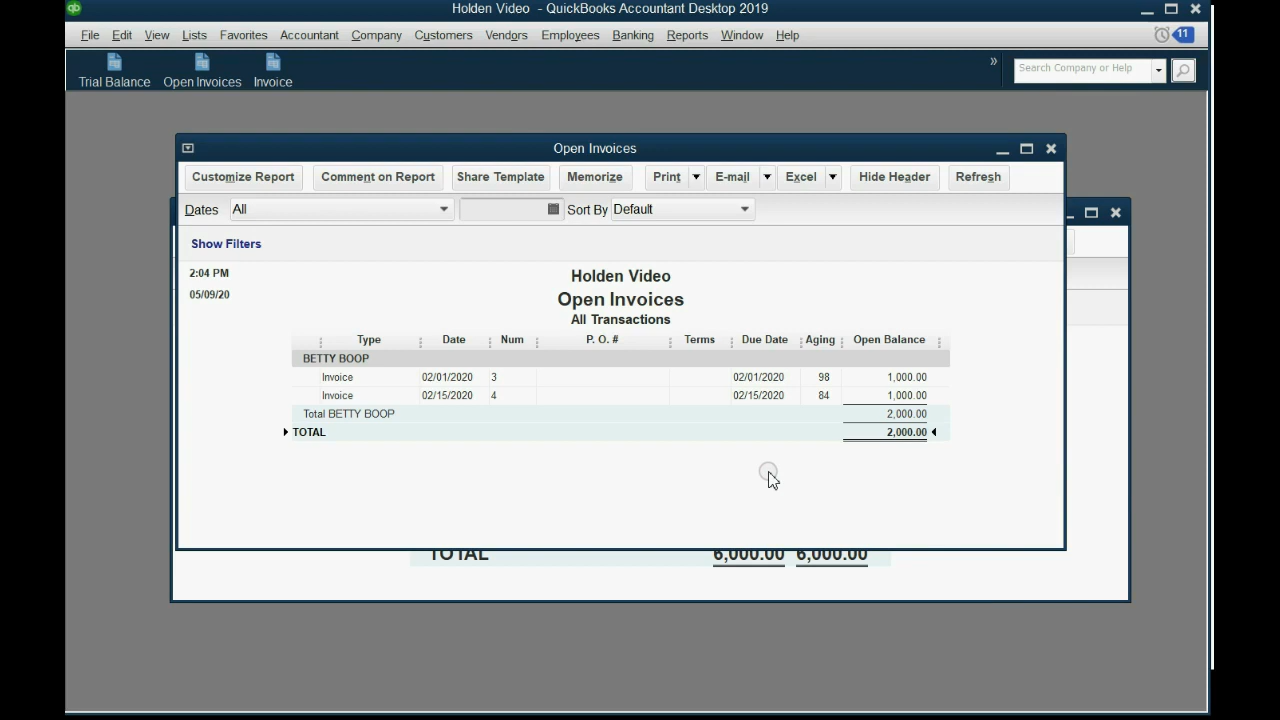 qb Holden Video - QuickBooks Accountant Desktop 2019
File Edit View Lists Favorites Accountant Company Customers Vendors Employees Banking Reports Window Help 11
Trial Balance Open Invoices Invoice » Search Company or Help
Open Invoices
Customize Report Comment on Report Share Template Memorize Print E-mail Excel Hide Header Refresh
Dates All Sort By Default
Show Filters
2:04 PM Holden Video
05/09/20 Open Invoices
All Transactions
Type Date Num P. O. # Terms Due Date Aging Open Balance
BETTY BOOP
Invoice 02/01/2020 3 02/01/2020 98 1,000.00
Invoice 02/15/2020 4 02/15/2020 84 1,000.00
Total BETTY BOOP 2,000.00
TOTAL 2,000.00
TOTAL 6,000.00 6,000.00